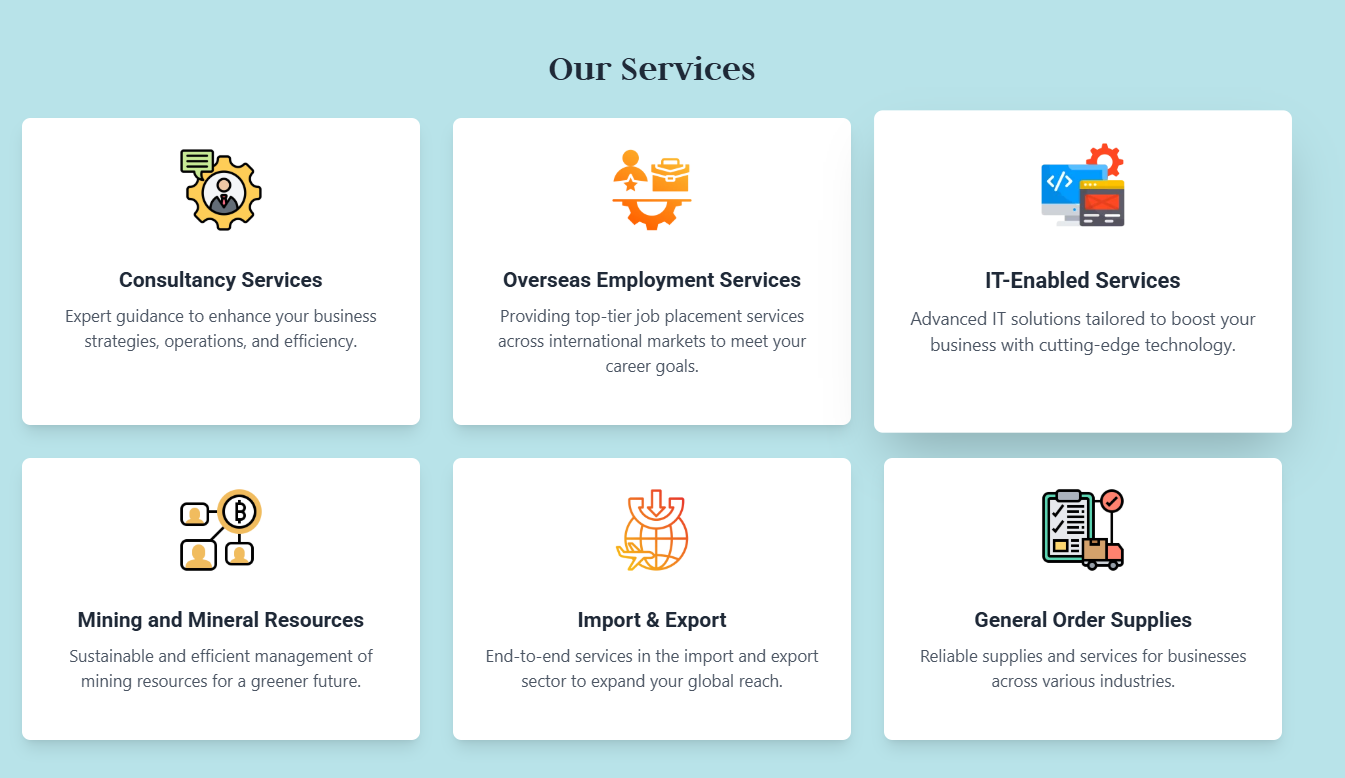 Our Services
Consultancy Services
Expert guidance to enhance your business
strategies, operations, and efficiency.
Overseas Employment Services
Providing top-tier job placement services
across international markets to meet your
career goals.
IT-Enabled Services
Advanced IT solutions tailored to boost your
business with cutting-edge technology.
Mining and Mineral Resources
Sustainable and efficient management of
mining resources for a greener future.
Import & Export
End-to-end services in the import and export
sector to expand your global reach.
General Order Supplies
Reliable supplies and services for businesses
across various industries.